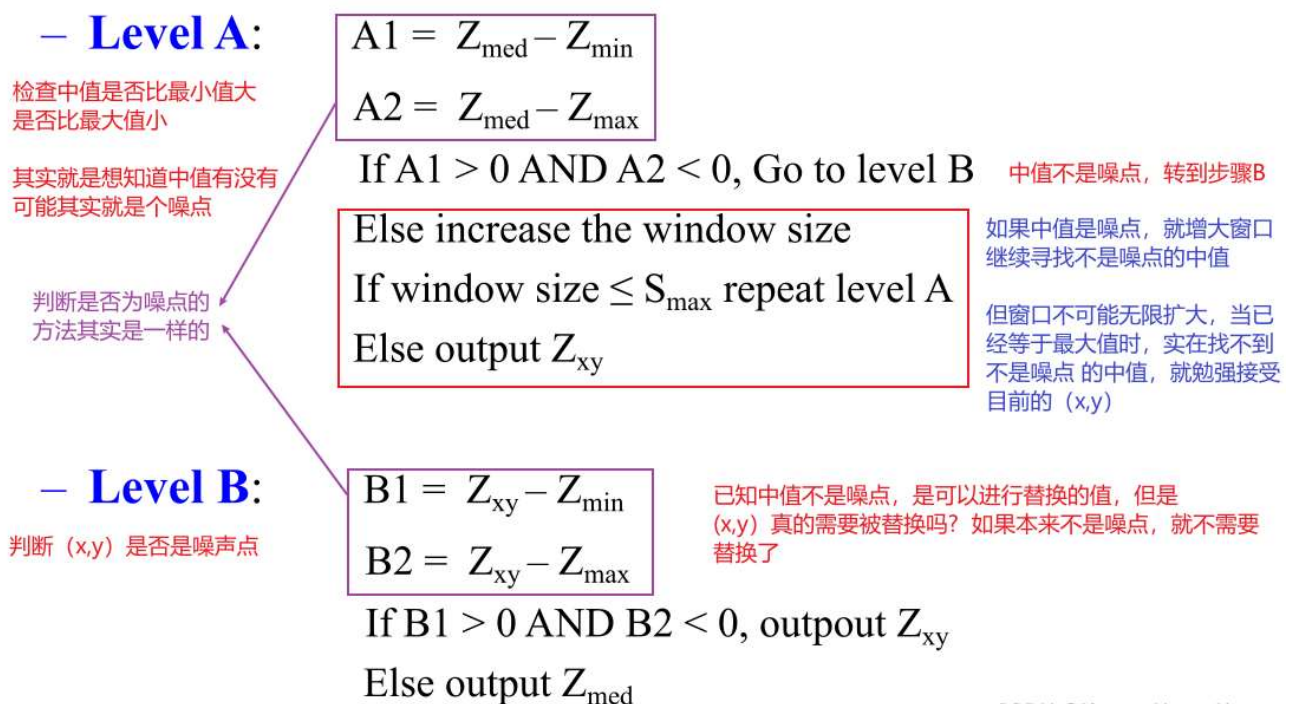 – Level A:
A1 = Zmed – Zmin
检查中值是否比最小值大
是否比最大值小
A2 = Zmed – Zmax
If A1 > 0 AND A2 < 0, Go to level B
中值不是噪点，转到步骤B
其实就是想知道中值有没有
可能其实就是个噪点
Else increase the window size
如果中值是噪点，就增大窗口
继续寻找不是噪点的中值
If window size ≤ Smax repeat level A
判断是否为噪点的
方法其实是一样的
Else output Zxy
但窗口不可能无限扩大，当已
经等于最大值时，实在找不到
不是噪点 的中值，就勉强接受
目前的（x,y）
– Level B:
B1 = Zxy – Zmin
已知中值不是噪点，是可以进行替换的值，但是
(x,y）真的需要被替换吗？如果本来不是噪点，就不需要
替换了
判断（x,y）是否是噪声点
B2 = Zxy – Zmax
If B1 > 0 AND B2 < 0, outpout Zxy
Else output Zmed